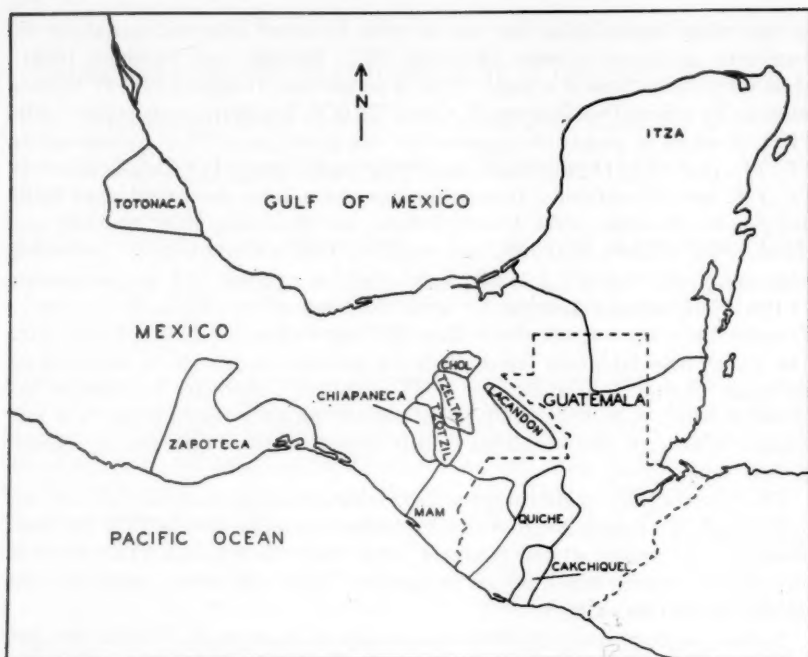 N
ITZA
TOTONACA
GULF OF MEXICO
MEXICO
CHOL
TZELTAL
CHIAPANECA
TZOTZIL
LACANDON
GUATEMALA
ZAPOTECA
MAM
QUICHE
PACIFIC OCEAN
CAKCHIQUEL